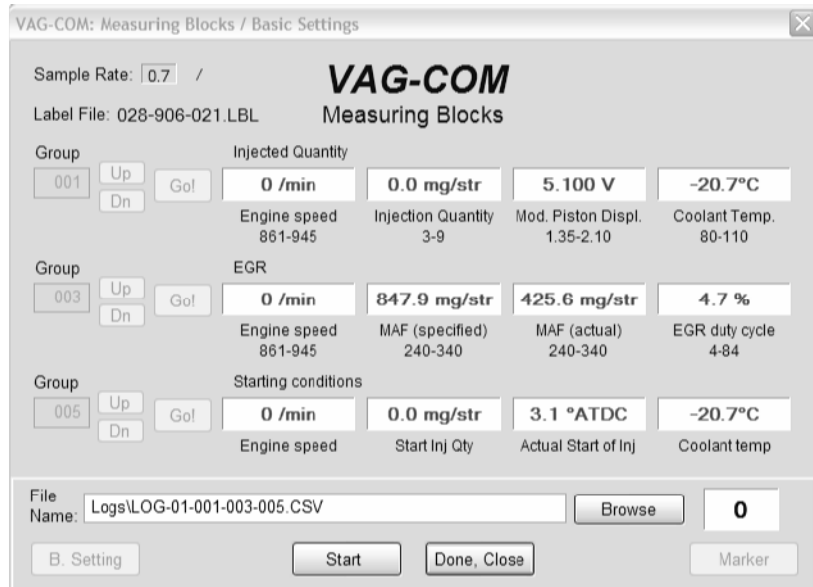 VAG-COM: Measuring Blocks / Basic Settings
Sample Rate: 0.7 /
VAG-COM
Label File: 028-906-021.LBL
Measuring Blocks
Group
Injected Quantity
001 Up Dn Go! 0 /min 0.0 mg/str 5.100 V -20.7°C
Engine speed Injection Quantity Mod. Piston Displ. Coolant Temp.
861-945 3-9 1.35-2.10 80-110
Group
EGR
003 Up Dn Go! 0 /min 847.9 mg/str 425.6 mg/str 4.7 %
Engine speed MAF (specified) MAF (actual) EGR duty cycle
861-945 240-340 240-340 4-84
Group
Starting conditions
005 Up Dn Go! 0 /min 0.0 mg/str 3.1 °ATDC -20.7°C
Engine speed Start Inj Qty Actual Start of Inj Coolant temp
File Name: Logs\LOG-01-001-003-005.CSV Browse 0
B. Setting Start Done, Close Marker